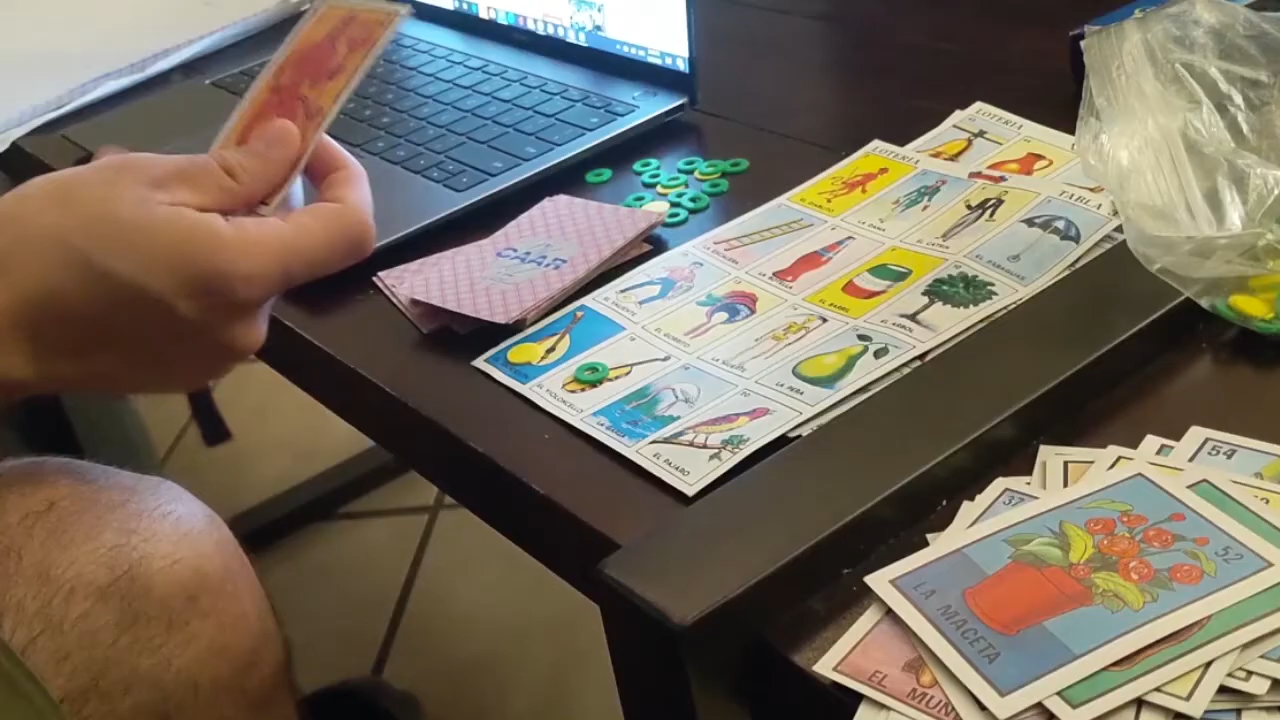 LOTERIA
TABLA 3
LOTERIA
EL DIABLITO
LA DAMA
EL CATRIN
EL PARAGUAS
LA ESCALERA
LA BOTELLA
EL BARRIL
EL ARBOL
EL VALIENTE
EL GORRITO
LA MUERTE
LA PERA
EL VIOLONCELLO
LA GARZA
EL PAJARO
CAAR
54
37
52
LA MACETA
EL MUN